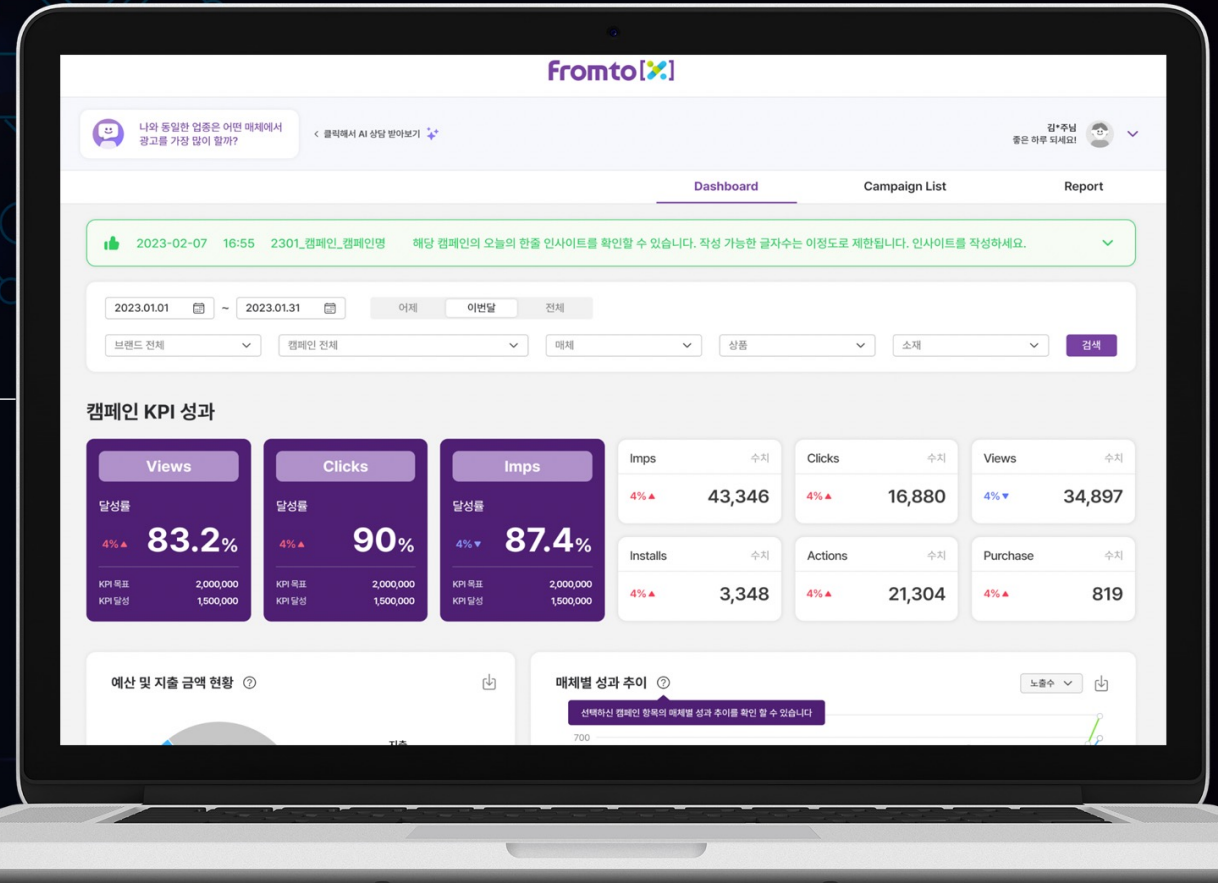 Fromto[X]
나와 동일한 업종은 어떤 매체에서
광고를 가장 많이 할까?
< 클릭해서 AI 상담 받아보기
김*주님
좋은 하루 되세요!
Dashboard Campaign List Report
2023-02-07 16:55 2301_캠페인_캠페인명 해당 캠페인의 오늘의 한줄 인사이트를 확인할 수 있습니다. 작성 가능한 글자수는 이정도로 제한됩니다. 인사이트를 작성하세요.
2023.01.01 ~ 2023.01.31 어제 이번달 전체
브랜드 전체 캠페인 전체 매체 상품 소재 검색
캠페인 KPI 성과
Views
달성률
4%▲ 83.2%
KPI 목표 2,000,000
KPI 달성 1,500,000
Clicks
달성률
4%▲ 90%
KPI 목표 2,000,000
KPI 달성 1,500,000
Imps
달성률
4%▼ 87.4%
KPI 목표 2,000,000
KPI 달성 1,500,000
Imps 수치
4%▲ 43,346
Clicks 수치
4%▲ 16,880
Views 수치
4%▼ 34,897
Installs 수치
4%▲ 3,348
Actions 수치
4%▲ 21,304
Purchase 수치
4%▲ 819
예산 및 지출 금액 현황 ?
지출
매체별 성과 추이 ? 노출수
선택하신 캠페인 항목의 매체별 성과 추이를 확인 할 수 있습니다
700